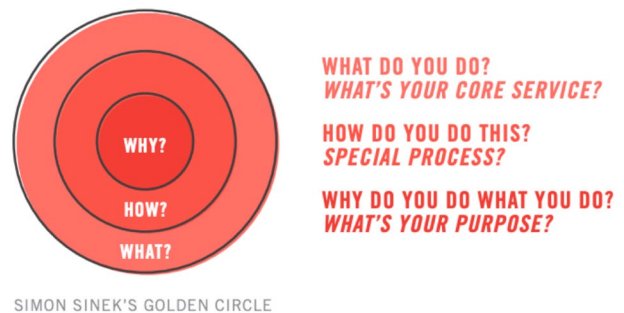 WHY?
HOW?
WHAT?
SIMON SINEK'S GOLDEN CIRCLE
WHAT DO YOU DO?
WHAT'S YOUR CORE SERVICE?
HOW DO YOU DO THIS?
SPECIAL PROCESS?
WHY DO YOU DO WHAT YOU DO?
WHAT'S YOUR PURPOSE?